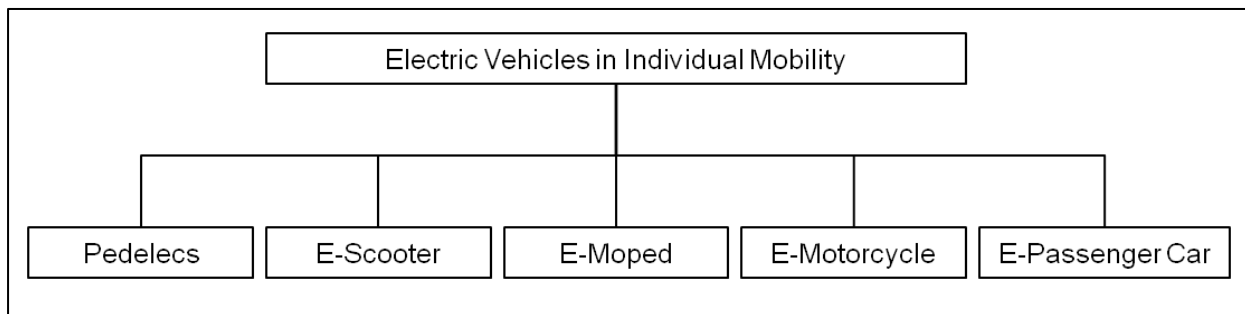 Electric Vehicles in Individual Mobility
Pedelecs
E-Scooter
E-Moped
E-Motorcycle
E-Passenger Car